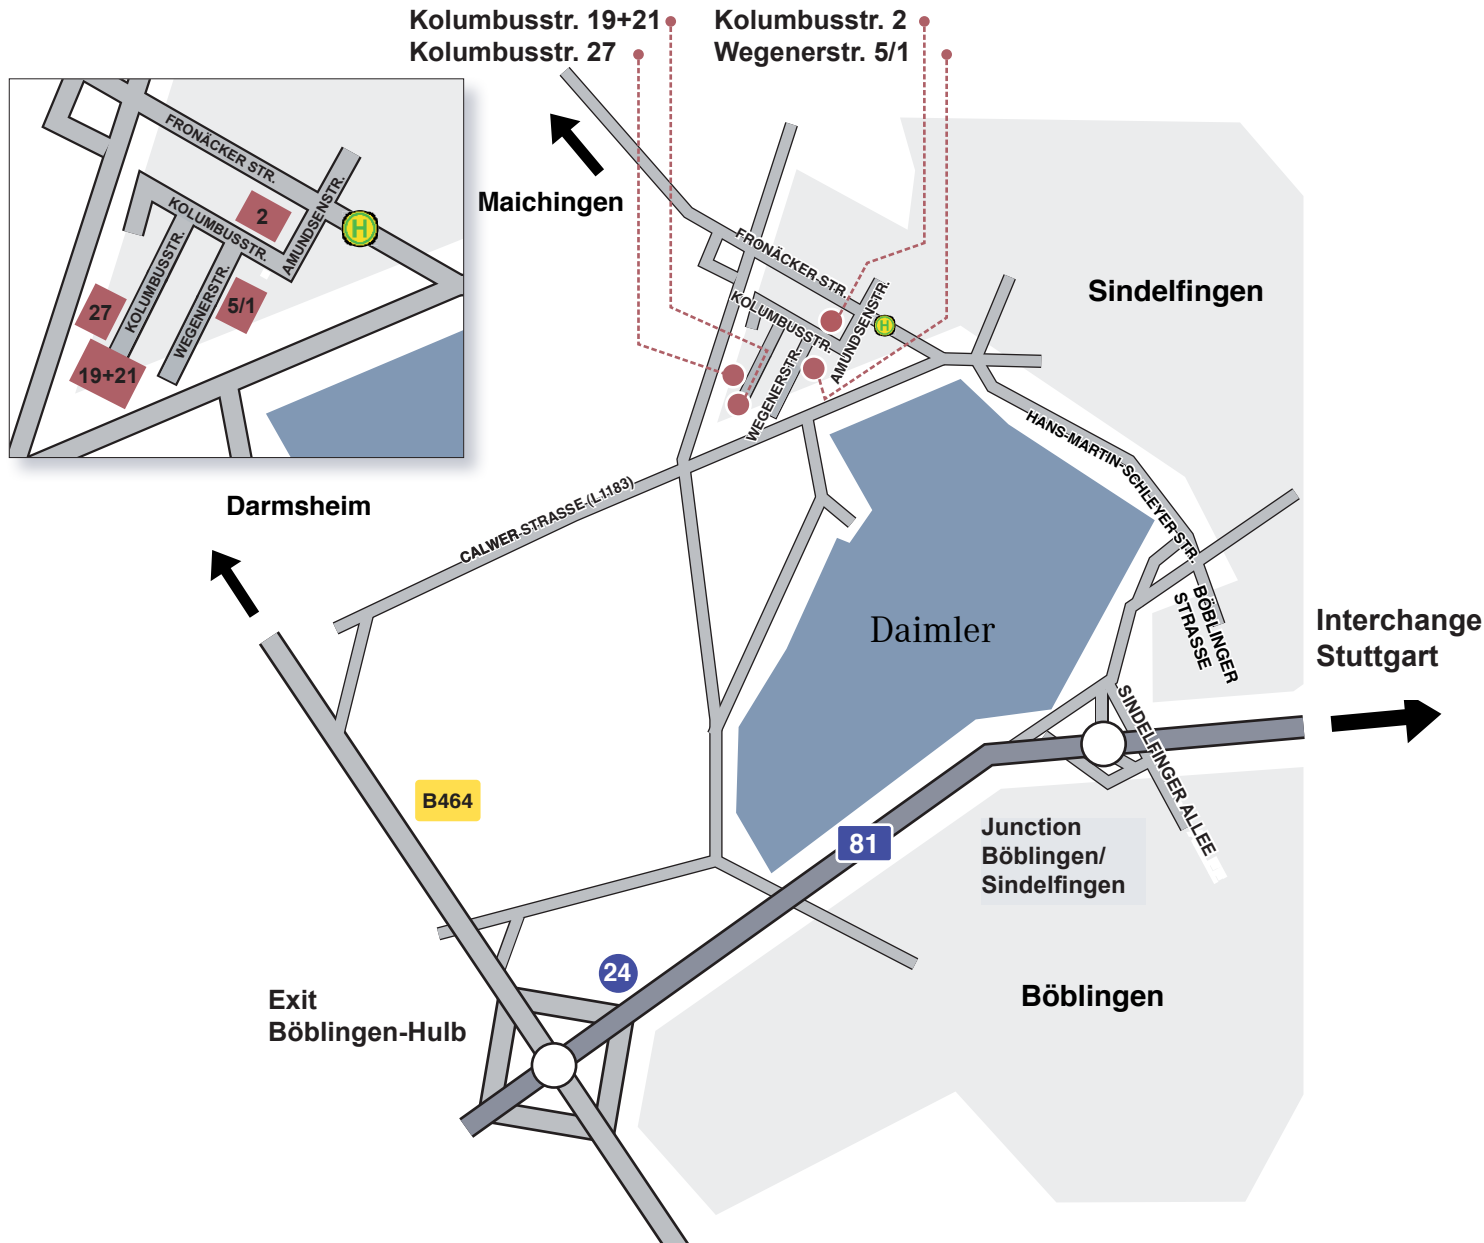 Kolumbusstr. 19+21
Kolumbusstr. 27
Kolumbusstr. 2
Wegenerstr. 5/1
FRONÄCKER STR.
2
KOLUMBUSSTR.
AMUNDSENSTR.
H
KOLUMBUSSTR.
WEGENERSTR.
5/1
27
19+21
Maichingen
FRONÄCKER STR.
KOLUMBUSSTR.
AMUNDSENSTR.
H
WEGENERSTR.
Sindelfingen
HANS-MARTIN-SCHLEYER-STR.
Darmsheim
CALWER STRASSE (L1183)
Daimler
BÖBLINGER
STRASSE
Interchange
Stuttgart
SINDELFINGER ALLEE
B464
81
Junction
Böblingen/
Sindelfingen
24
Exit
Böblingen-Hulb
Böblingen